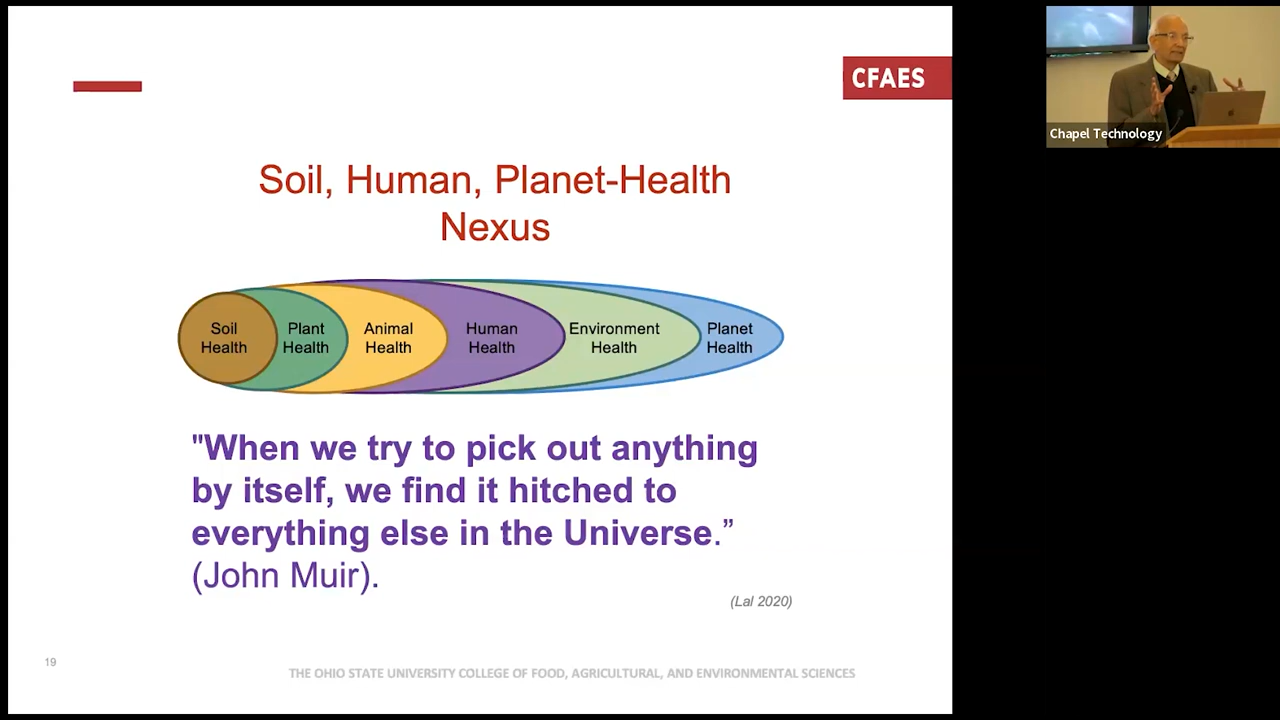 CFAES
Chapel Technology
Soil, Human, Planet-Health
Nexus
Soil
Health
Plant
Health
Animal
Health
Human
Health
Environment
Health
Planet
Health
"When we try to pick out anything
by itself, we find it hitched to
everything else in the Universe.”
(John Muir).
(Lal 2020)
19
THE OHIO STATE UNIVERSITY COLLEGE OF FOOD, AGRICULTURAL, AND ENVIRONMENTAL SCIENCES